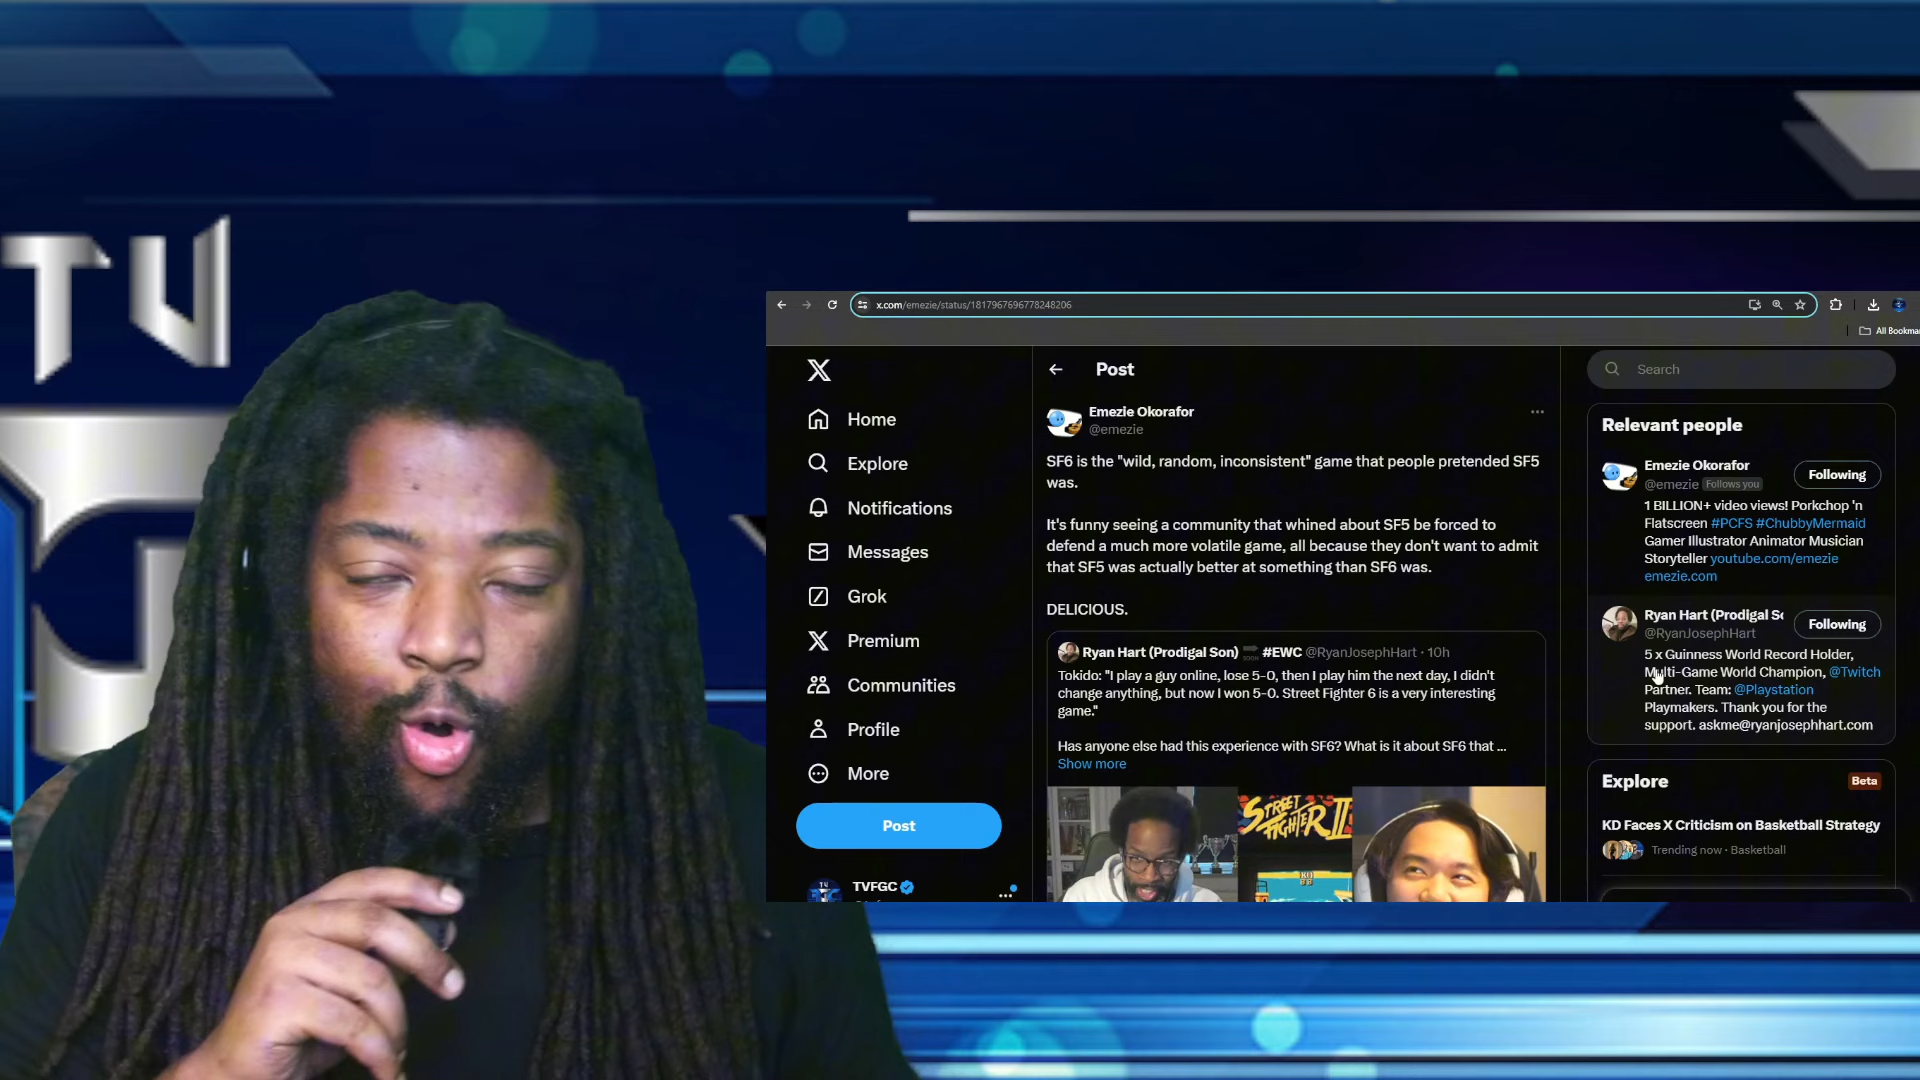 TV
x.com/emezie/status/1817967696778248206
All Bookma
Post
Search
Home
Explore
Notifications
Messages
Grok
Premium
Communities
Profile
More
Post
TVFGC
Emezie Okorafor
@emezie
SF6 is the "wild, random, inconsistent" game that people pretended SF5
was.
It's funny seeing a community that whined about SF5 be forced to
defend a much more volatile game, all because they don't want to admit
that SF5 was actually better at something than SF6 was.
DELICIOUS.
Ryan Hart (Prodigal Son) #EWC @RyanJosephHart · 10h
Tokido: "I play a guy online, lose 5-0, then I play him the next day, I didn't
change anything, but now I won 5-0. Street Fighter 6 is a very interesting
game."
Has anyone else had this experience with SF6? What is it about SF6 that ...
Show more
STREET
FIGHTER II
Relevant people
Emezie Okorafor
Following
@emezie Follows you
1 BILLION+ video views! Porkchop 'n
Flatscreen #PCFS #ChubbyMermaid
Gamer Illustrator Animator Musician
Storyteller youtube.com/emezie
emezie.com
Ryan Hart (Prodigal So
Following
@RyanJosephHart
5 x Guinness World Record Holder,
Multi-Game World Champion, @Twitch
Partner. Team: @Playstation
Playmakers. Thank you for the
support. askme@ryanjosephhart.com
Explore
Beta
KD Faces X Criticism on Basketball Strategy
Trending now · Basketball